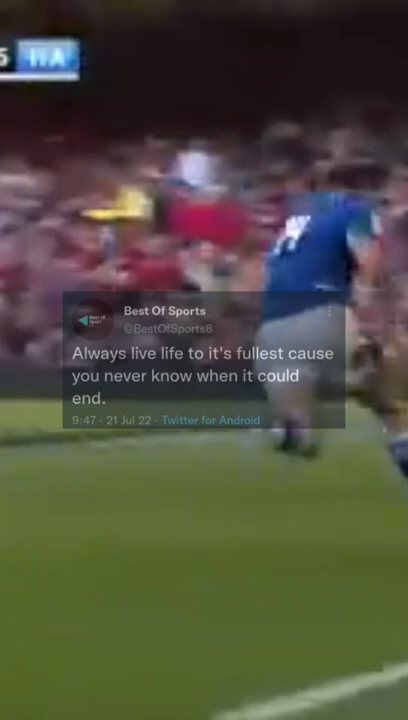 5 ITA
Best Of Sports
@BestOfSports8
Always live life to it's fullest cause
you never know when it could
end.
9:47 · 21 Jul 22 · Twitter for Android